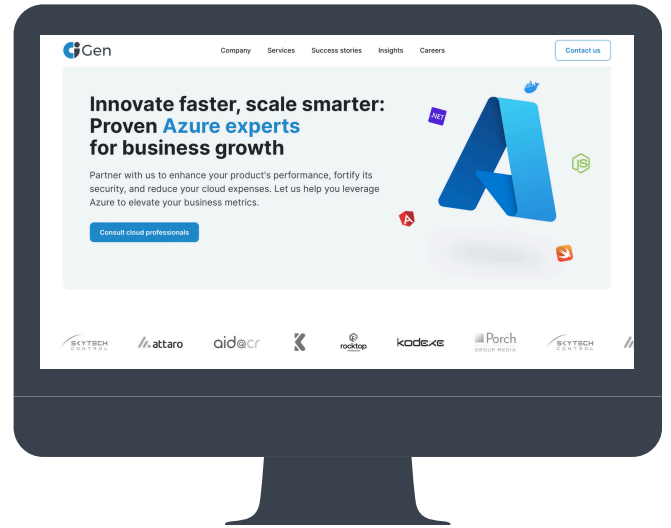 Gen
Company Services Success stories Insights Careers Contact us
Innovate faster, scale smarter:
Proven Azure experts
for business growth
Partner with us to enhance your product's performance, fortify its
security, and reduce your cloud expenses. Let us help you leverage
Azure to elevate your business metrics.
Consult cloud professionals
.NET
JS
SKYTECH
CONTROL
attaro
aid@cr
rocktop
kodexe
Porch
GROUP MEDIA
SKYTECH
CONTROL